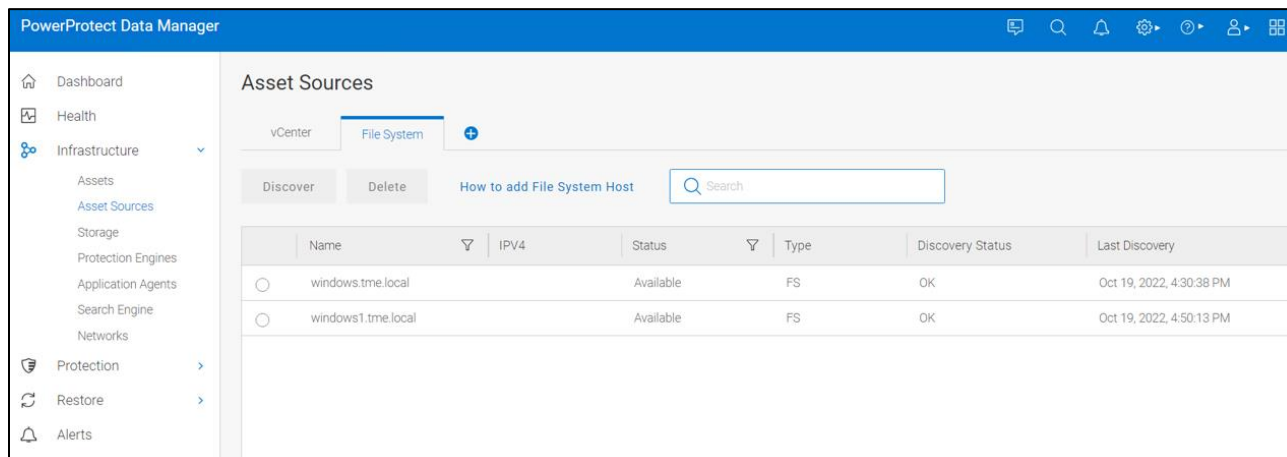 PowerProtect Data Manager
Dashboard
Health
Infrastructure
Assets
Asset Sources
Storage
Protection Engines
Application Agents
Search Engine
Networks
Protection
Restore
Alerts
Asset Sources
vCenter File System
Discover Delete How to add File System Host Search
Name IPV4 Status Type Discovery Status Last Discovery
windows.tme.local Available FS OK Oct 19, 2022, 4:30:38 PM
windows1.tme.local Available FS OK Oct 19, 2022, 4:50:13 PM